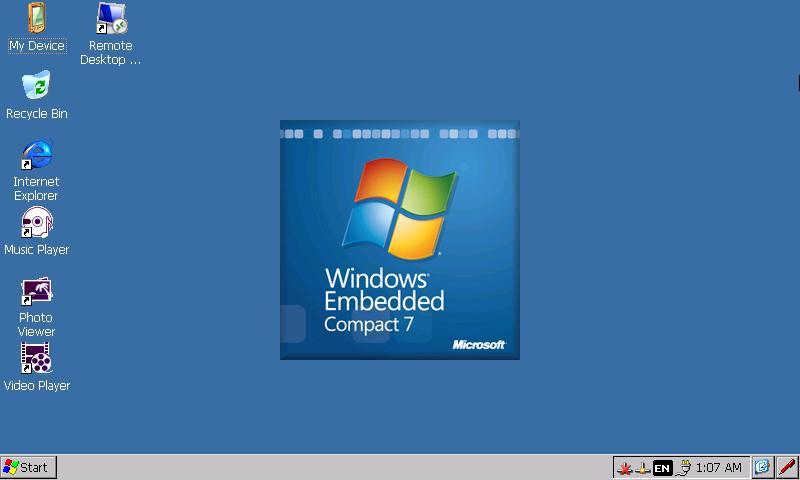 My Device
Remote
Desktop ...
Recycle Bin
Internet
Explorer
Music Player
Photo
Viewer
Video Player
Windows®
Embedded
Compact 7
Microsoft®
Start
EN
1:07 AM